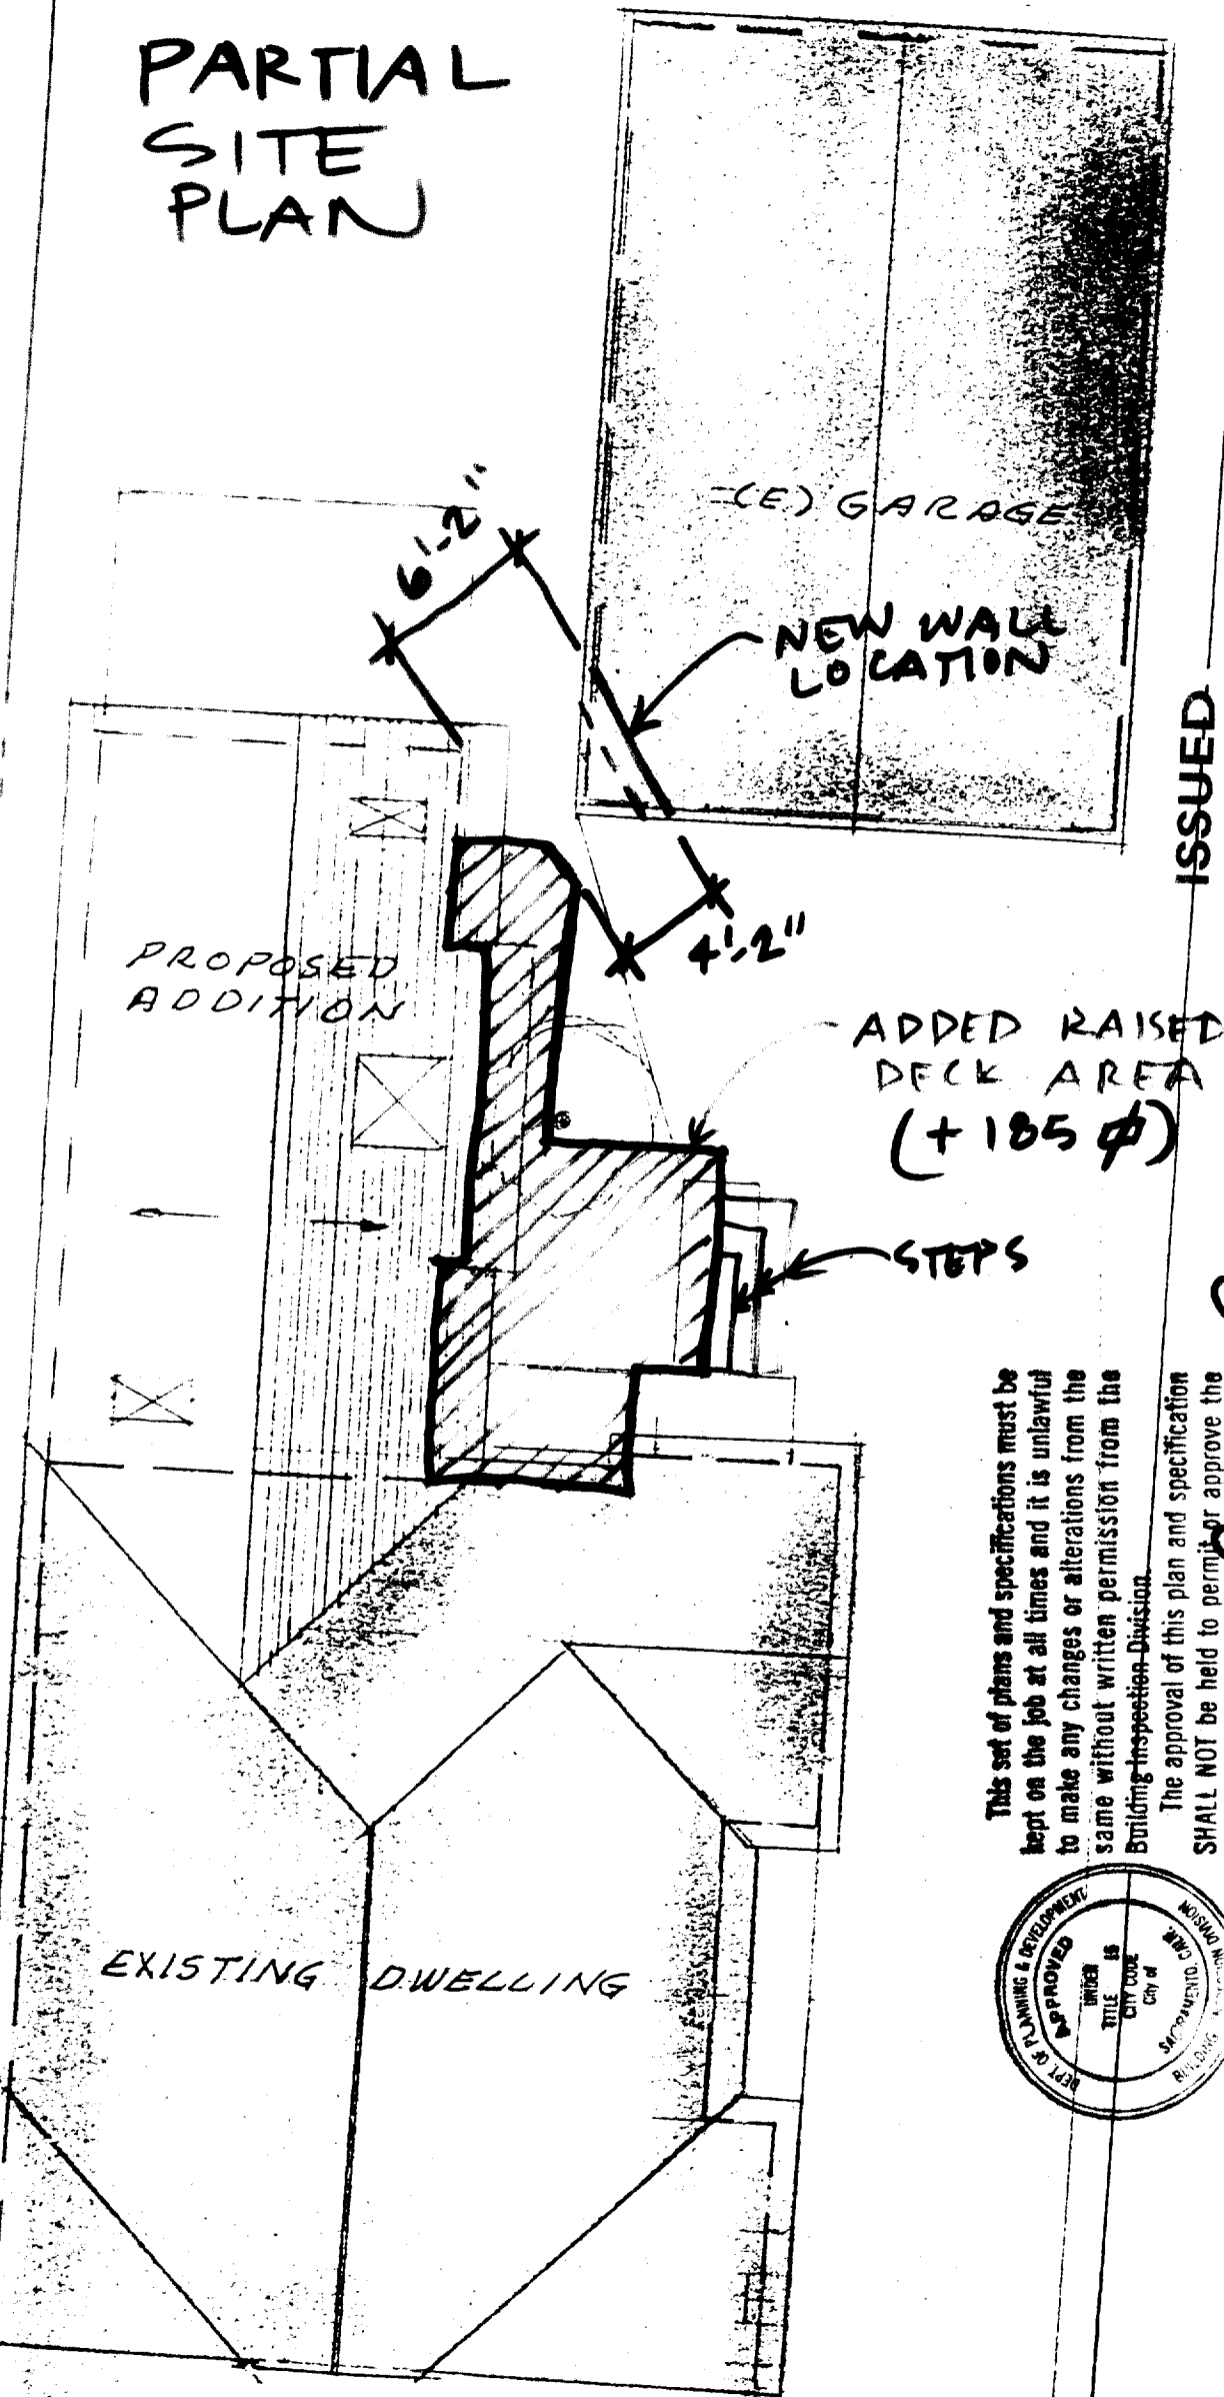 PARTIAL
SITE
PLAN
(E) GARAGE
6'-2"
NEW WALL
LOCATION
ISSUED
4'-2"
PROPOSED
ADDITION
ADDED RAISED
DECK AREA
(+185 ⌀)
STEPS
This set of plans and specifications must be
kept on the job at all times and it is unlawful
to make any changes or alterations from the
same without written permission from the
Building Inspection Division
The approval of this plan and specification
SHALL NOT be held to permit or approve the
EXISTING DWELLING
DEPT. OF PLANNING & DEVELOPMENT
APPROVED
UNDER
TITLE 16
CITY CODE
City of
SACRAMENTO, CALIF.
BUILDING
DIVISION